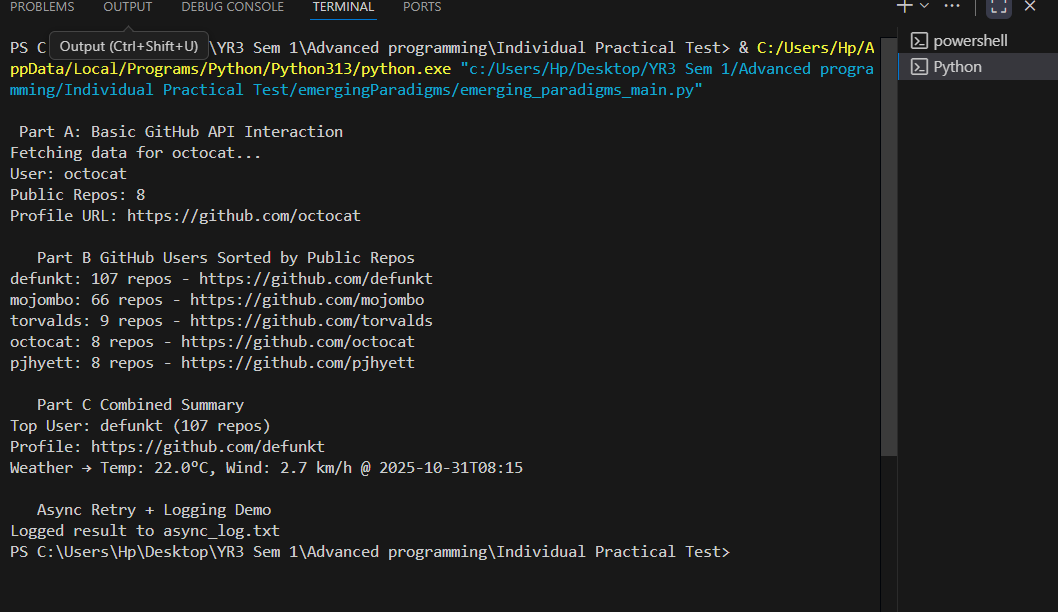 PROBLEMS OUTPUT DEBUG CONSOLE TERMINAL PORTS
Output (Ctrl+Shift+U)
powershell
Python
PS C \YR3 Sem 1\Advanced programming\Individual Practical Test> & C:/Users/Hp/A
ppData/Local/Programs/Python/Python313/python.exe "c:/Users/Hp/Desktop/YR3 Sem 1/Advanced progra
mming/Individual Practical Test/emergingParadigms/emerging_paradigms_main.py"
Part A: Basic GitHub API Interaction
Fetching data for octocat...
User: octocat
Public Repos: 8
Profile URL: https://github.com/octocat
Part B GitHub Users Sorted by Public Repos
defunkt: 107 repos - https://github.com/defunkt
mojombo: 66 repos - https://github.com/mojombo
torvalds: 9 repos - https://github.com/torvalds
octocat: 8 repos - https://github.com/octocat
pjhyett: 8 repos - https://github.com/pjhyett
Part C Combined Summary
Top User: defunkt (107 repos)
Profile: https://github.com/defunkt
Weather → Temp: 22.0°C, Wind: 2.7 km/h @ 2025-10-31T08:15
Async Retry + Logging Demo
Logged result to async_log.txt
PS C:\Users\Hp\Desktop\YR3 Sem 1\Advanced programming\Individual Practical Test>